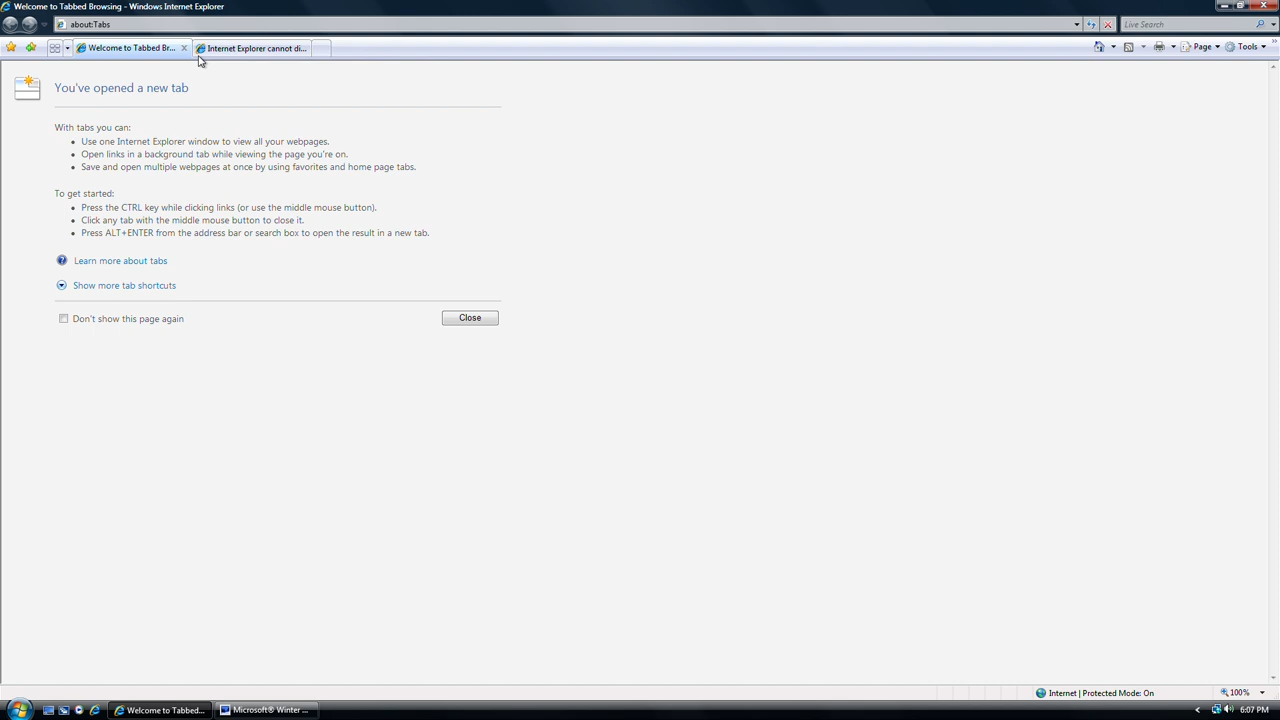 Welcome to Tabbed Browsing - Windows Internet Explorer
about:Tabs
Live Search
Welcome to Tabbed Br...
Internet Explorer cannot di...
Page
Tools
You've opened a new tab
With tabs you can:
Use one Internet Explorer window to view all your webpages.
Open links in a background tab while viewing the page you're on.
Save and open multiple webpages at once by using favorites and home page tabs.
To get started:
Press the CTRL key while clicking links (or use the middle mouse button).
Click any tab with the middle mouse button to close it.
Press ALT+ENTER from the address bar or search box to open the result in a new tab.
Learn more about tabs
Show more tab shortcuts
Don't show this page again
Close
Internet | Protected Mode: On
100%
Welcome to Tabbed...
Microsoft® Winter ...
6:07 PM